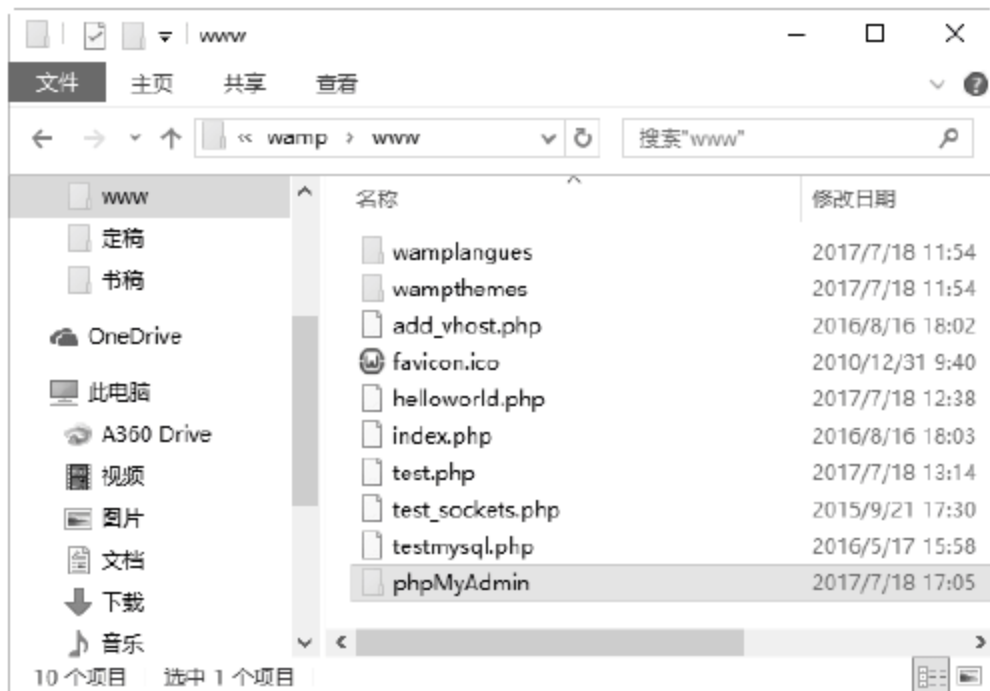 www
文件 主页 共享 查看
« wamp › www 搜索"www"
www
定稿
书稿
OneDrive
此电脑
A360 Drive
视频
图片
文档
下载
音乐
名称 修改日期
wamplangues 2017/7/18 11:54
wampthemes 2017/7/18 11:54
add_vhost.php 2016/8/16 18:02
favicon.ico 2010/12/31 9:40
helloworld.php 2017/7/18 12:38
index.php 2016/8/16 18:03
test.php 2017/7/18 13:14
test_sockets.php 2015/9/21 17:30
testmysql.php 2016/5/17 15:58
phpMyAdmin 2017/7/18 17:05
10 个项目 选中 1 个项目